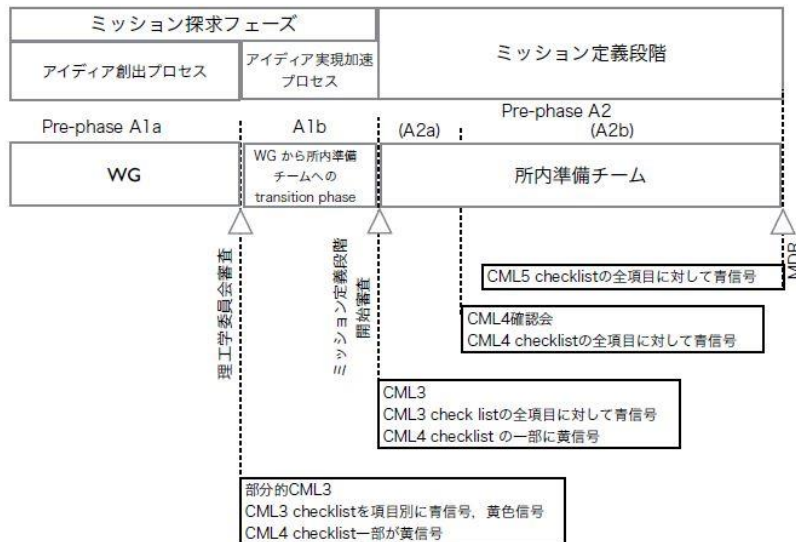 ミッション探求フェーズ
ミッション定義段階
アイディア創出プロセス
アイディア実現加速
プロセス
Pre-phase A2
Pre-phase A1a
A1b
(A2a)
(A2b)
WG
WG から所内準備
チームへの
transition phase
所内準備チーム
理工学委員会審査
ミッション定義段階
開始審査
MDR
CML5 checklistの全項目に対して青信号
CML4確認会
CML4 checklistの全項目に対して青信号
CML3
CML3 check listの全項目に対して青信号
CML4 checklist の一部に黄信号
部分的CML3
CML3 checklistを項目別に青信号，黄色信号
CML4 checklist一部が黄信号